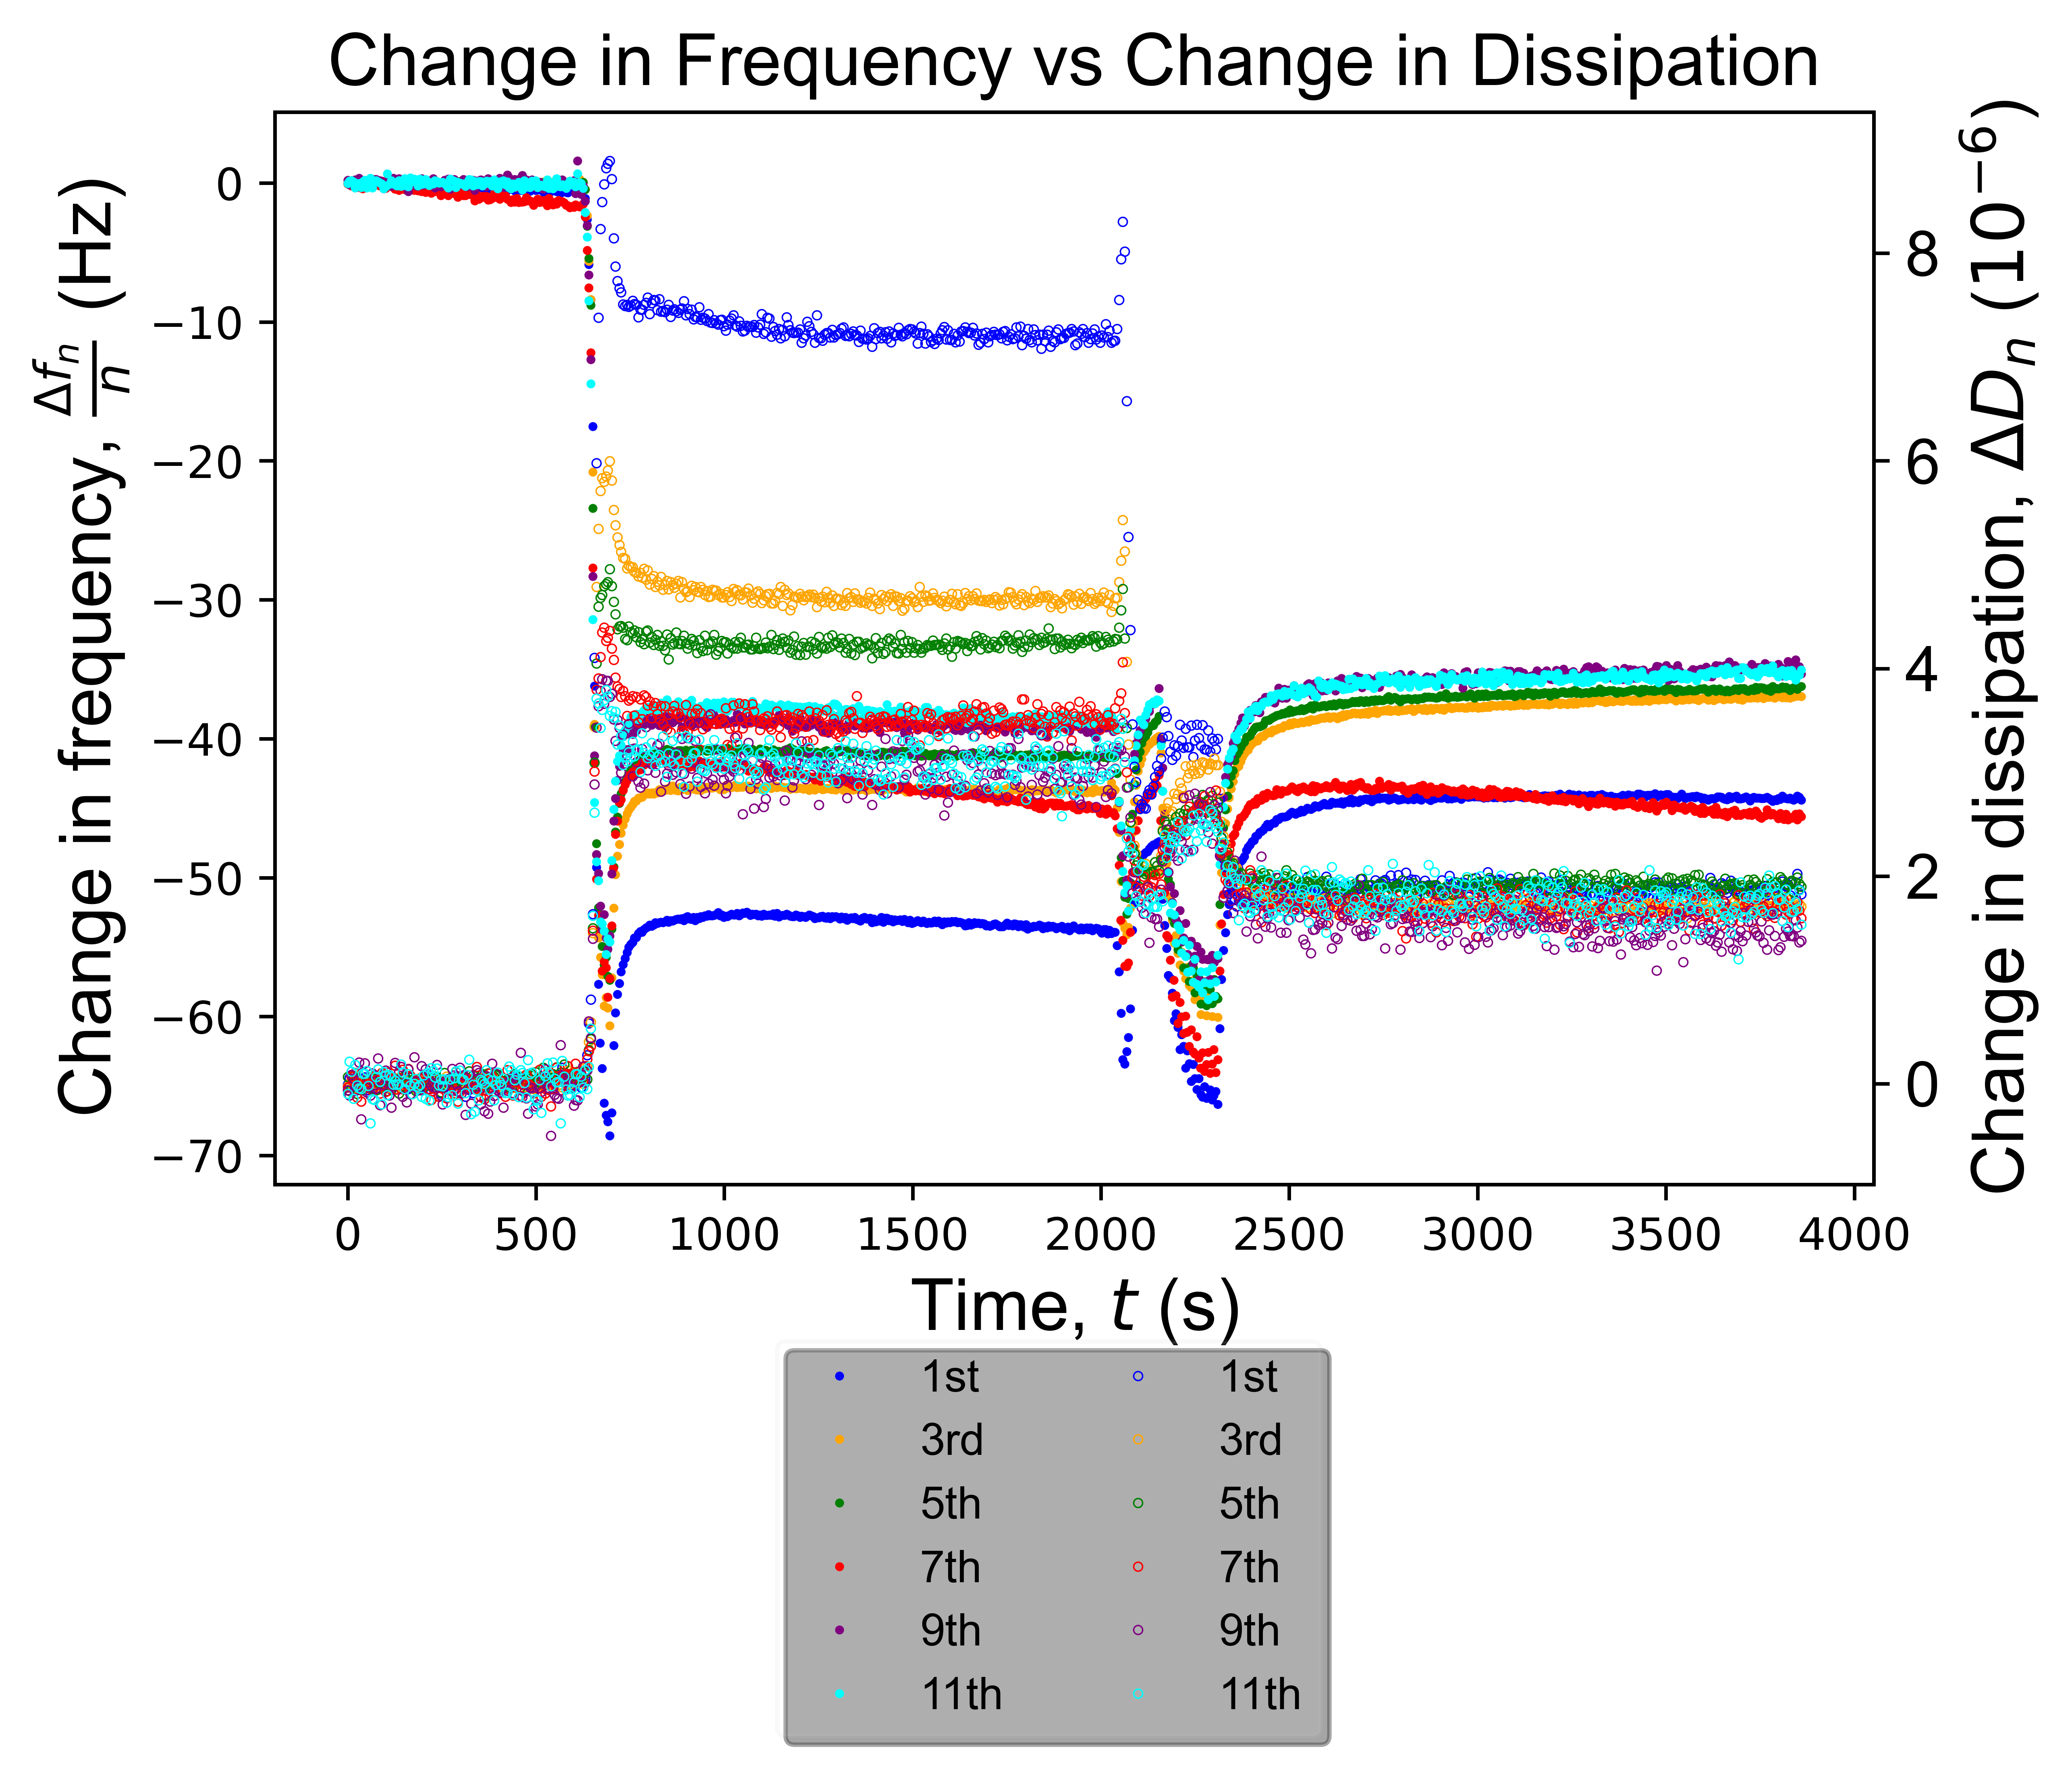 Change in Frequency vs Change in Dissipation
Change in frequency, Δfₙ/n (Hz)
0
−10
−20
−30
−40
−50
−60
−70
8
6
4
2
0
Change in dissipation, ΔDₙ (10⁻⁶)
0 500 1000 1500 2000 2500 3000 3500 4000
Time, t (s)
1st 1st
3rd 3rd
5th 5th
7th 7th
9th 9th
11th 11th